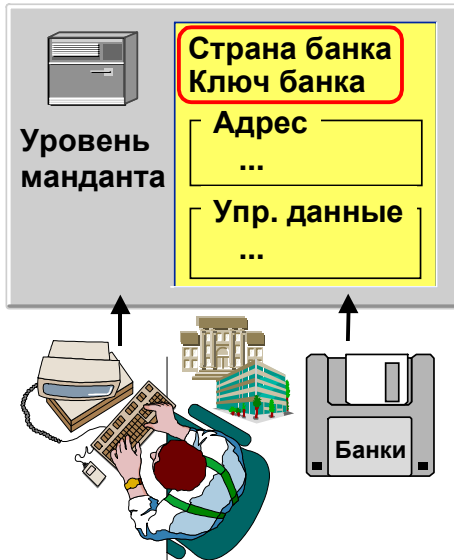 Страна банка
Ключ банка
Адрес
...
Уровень
манданта
Упр. данные
...
Банки